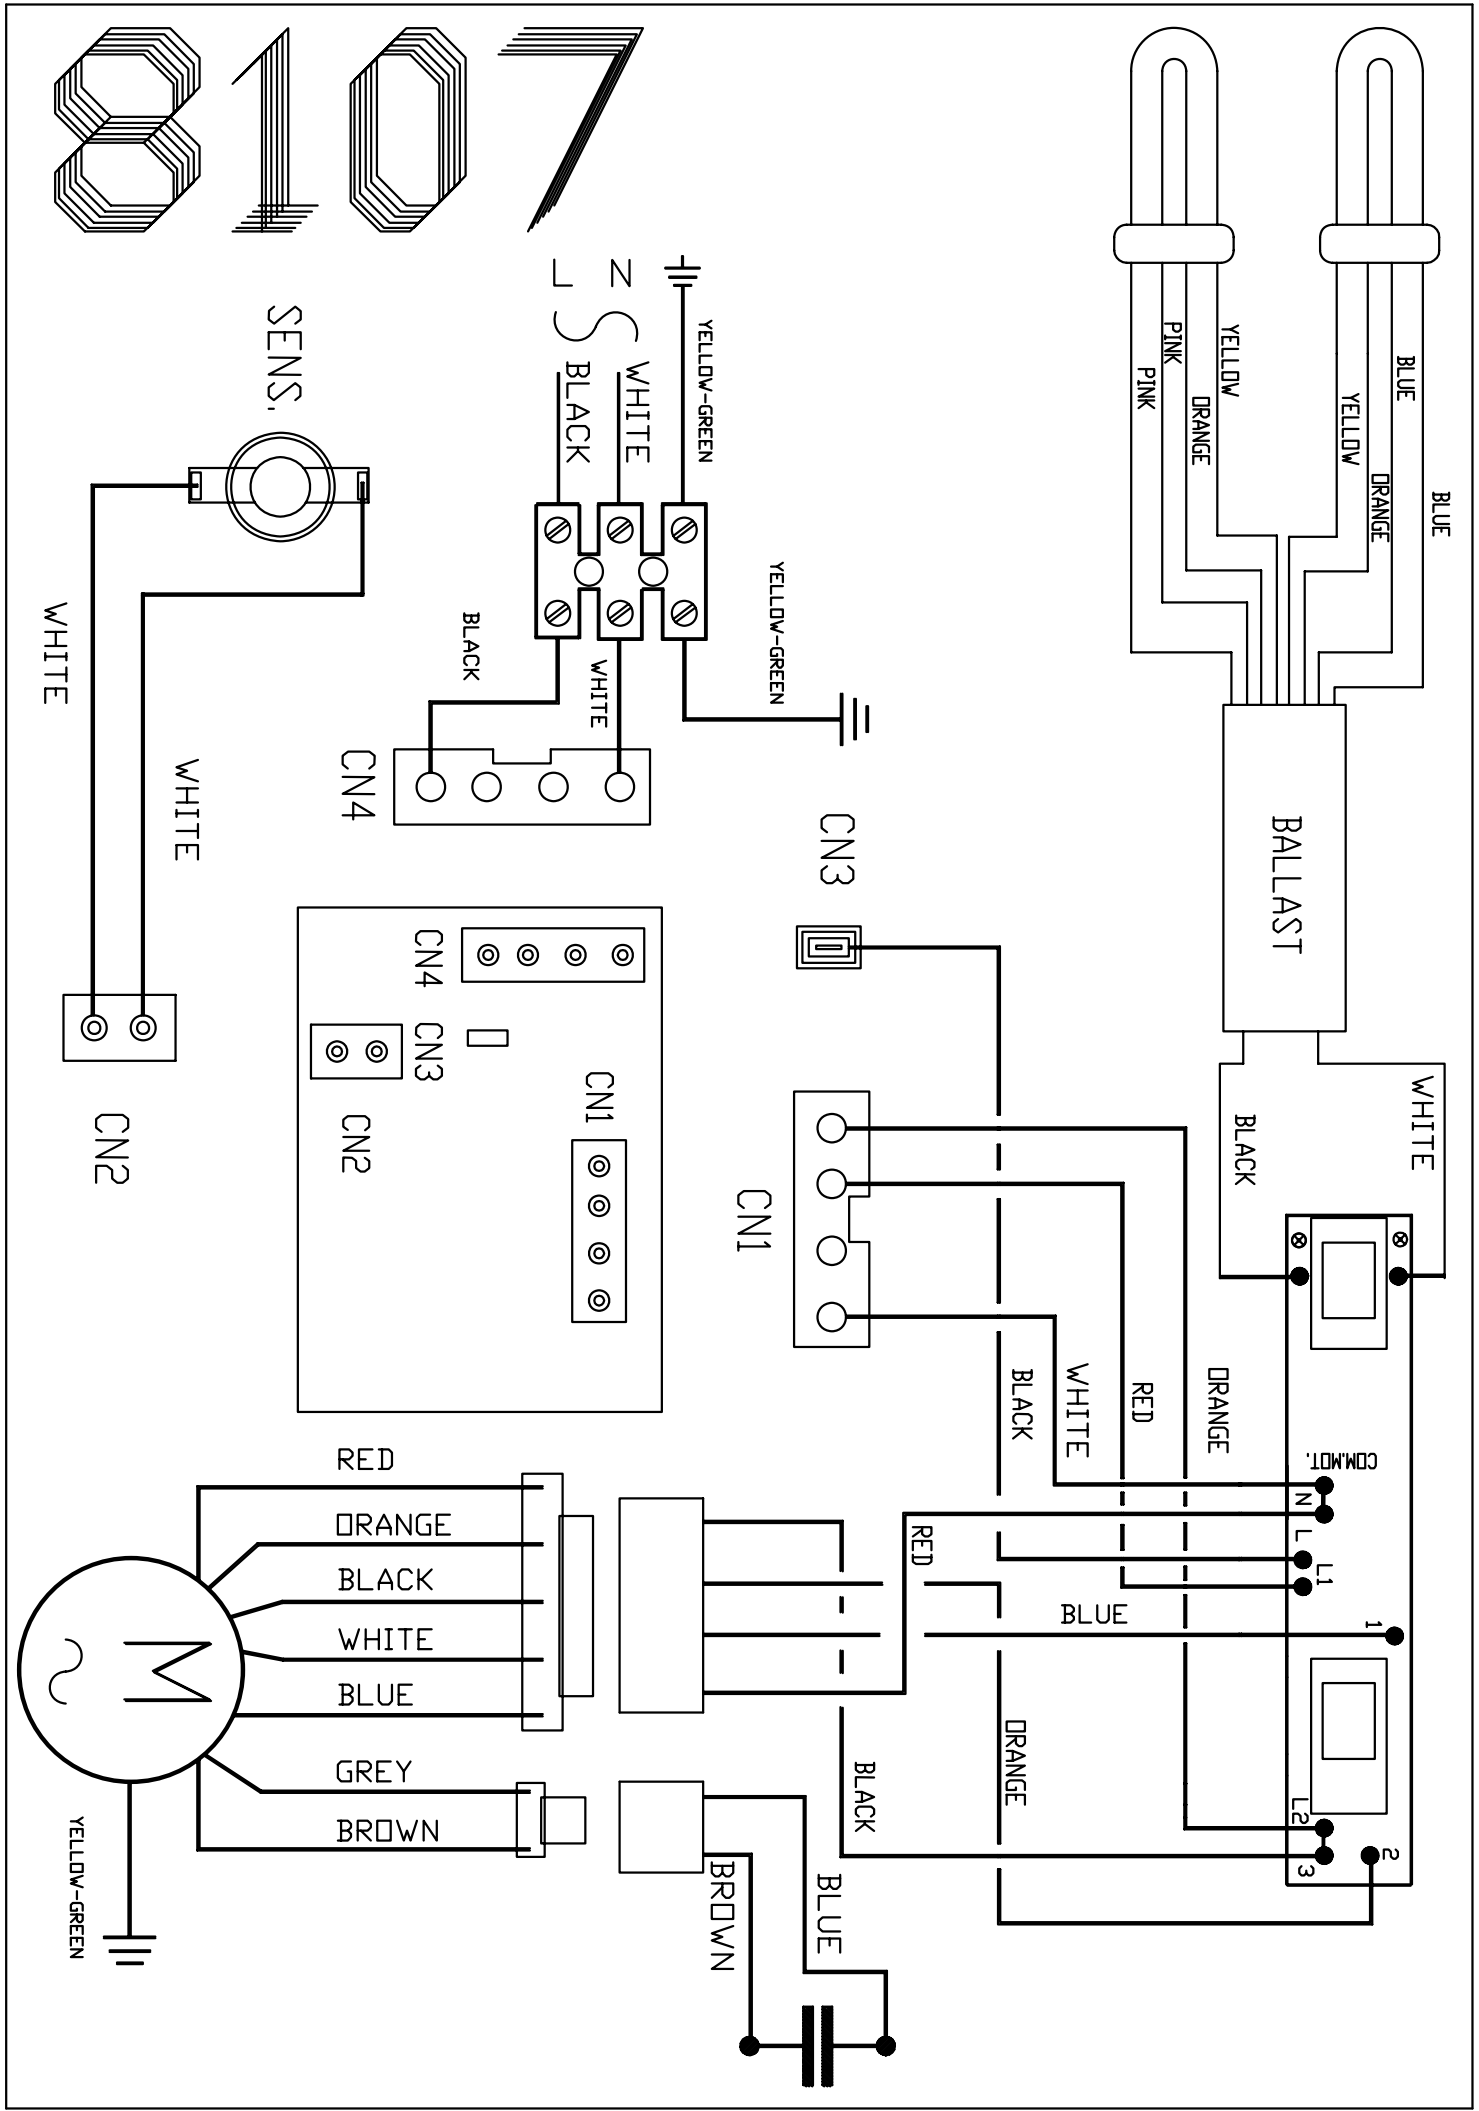 8107
L N
BLACK
WHITE
YELLOW-GREEN
SENS.
WHITE
WHITE
BLACK
WHITE
YELLOW-GREEN
CN4
CN2
PINK
PINK
YELLOW
ORANGE
BLUE
YELLOW
ORANGE
BLUE
BALLAST
BLACK
WHITE
CN3
CN1
CN4
CN3
CN1
CN2
BLACK
WHITE
RED
ORANGE
COM.MOT.
N
L
L1
1
L2
3
2
RED
BLUE
ORANGE
BLACK
RED
ORANGE
BLACK
WHITE
BLUE
GREY
BROWN
M
YELLOW-GREEN
BROWN
BLUE